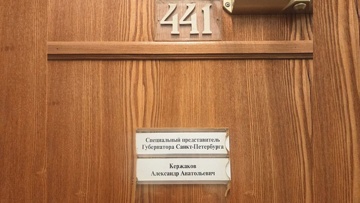 441
Специальный представитель
Губернатора Санкт-Петербурга
Кержаков
Александр Анатольевич